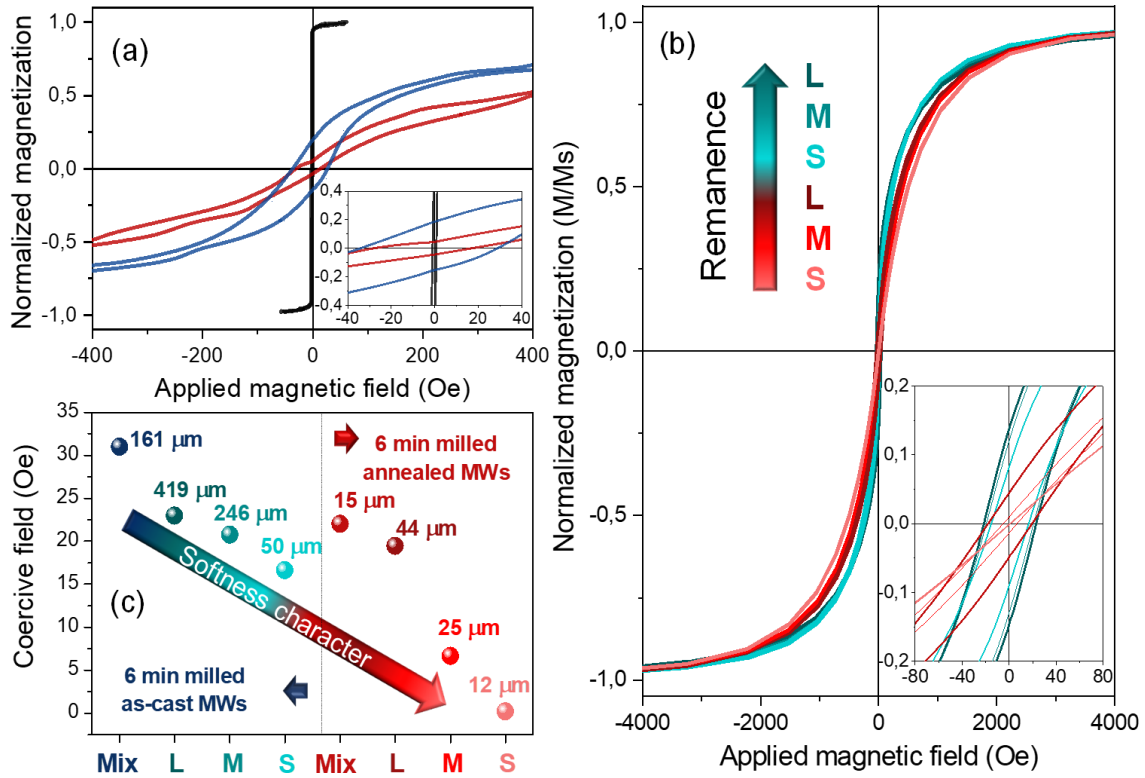 (a)
Normalized magnetization
1,0
0,5
0,0
-0,5
-1,0
-400
-200
0
200
400
Applied magnetic field (Oe)
0,4
0,2
0,0
-0,2
-0,4
-40
-20
0
20
40
(b)
Normalized magnetization (M/Ms)
1,0
0,5
0,0
-0,5
-1,0
-4000
-2000
0
2000
4000
Applied magnetic field (Oe)
Remanence
L
M
S
L
M
S
0,2
0,1
0,0
-0,1
-0,2
-80
-40
0
40
80
(c)
Coercive field (Oe)
35
30
25
20
15
10
5
0
161 µm
419 µm
246 µm
50 µm
15 µm
44 µm
25 µm
12 µm
6 min milled
annealed MWs
Softness character
6 min milled
as-cast MWs
Mix L M S Mix L M S